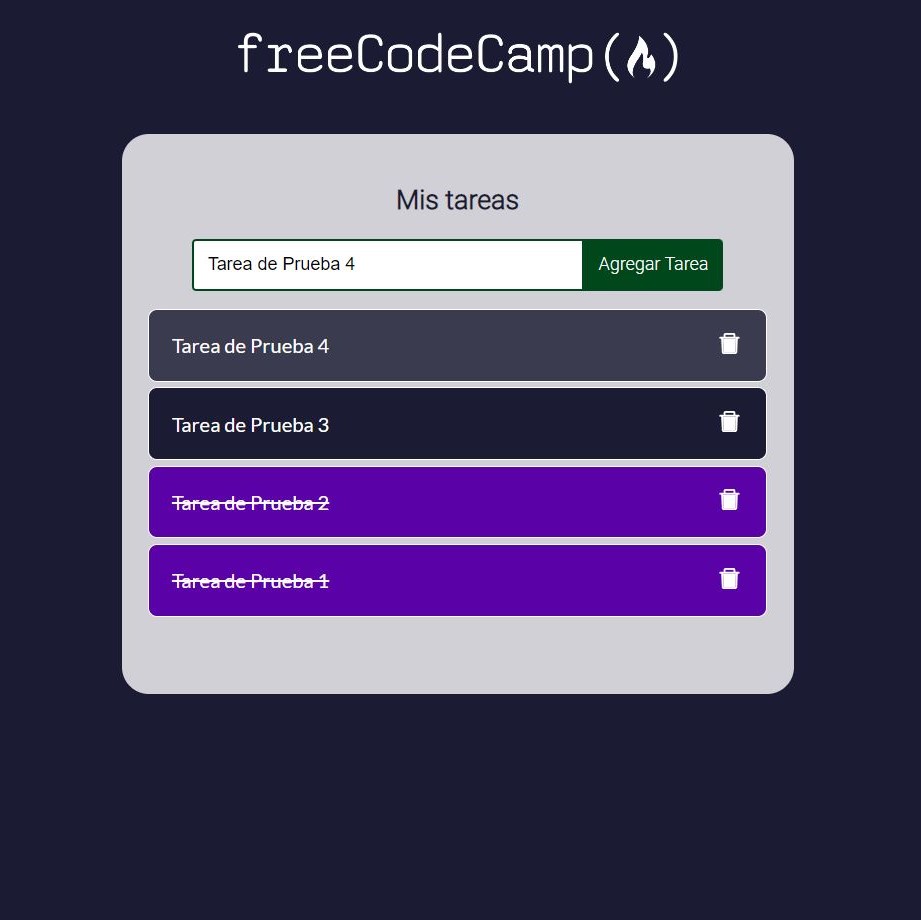 freeCodeCamp(🔥)
Mis tareas
Tarea de Prueba 4
Agregar Tarea
Tarea de Prueba 4
Tarea de Prueba 3
Tarea de Prueba 2
Tarea de Prueba 1